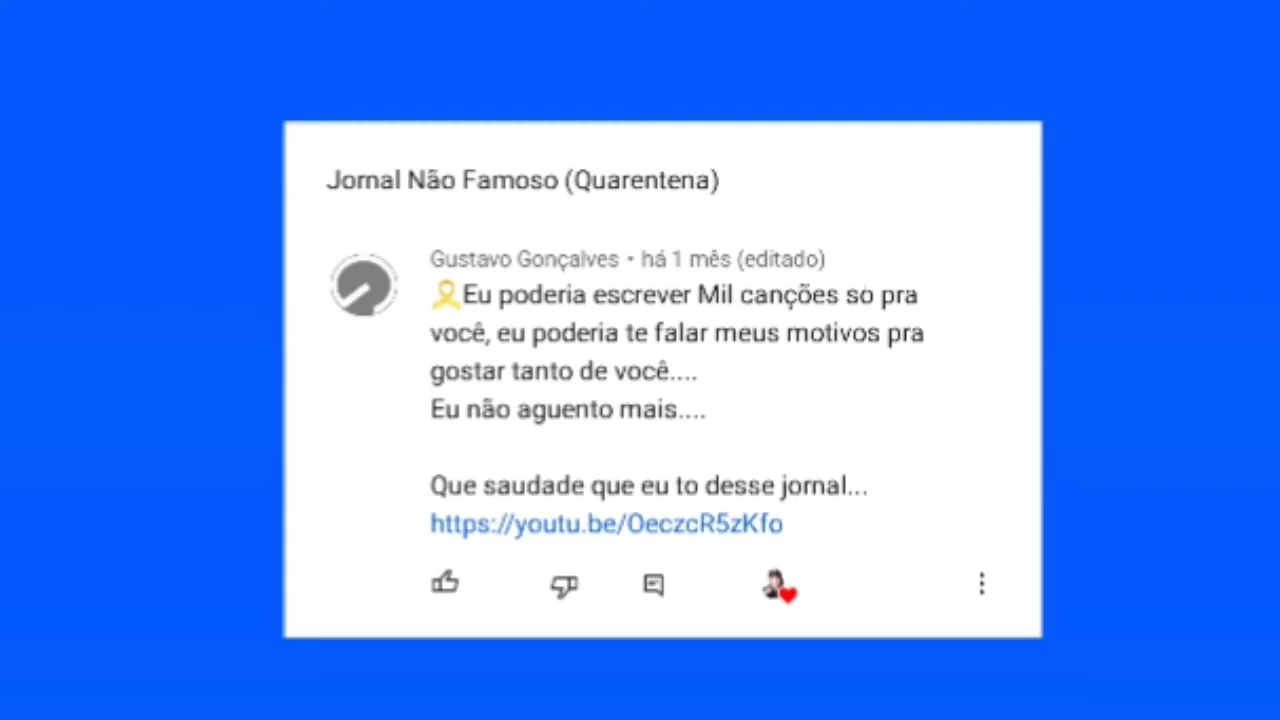 Jornal Não Famoso (Quarentena)
Gustavo Gonçalves • há 1 mês (editado)
🎗Eu poderia escrever Mil canções so pra
você, eu poderia te falar meus motivos pra
gostar tanto de você....
Eu não aguento mais....
Que saudade que eu to desse jornal...
https://youtu.be/OeczcR5zKfo